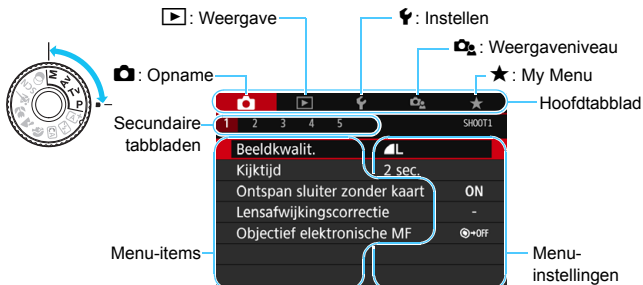 : Weergave
: Instellen
: Weergaveniveau
: Opname
★ : My Menu
Hoofdtabblad
M
Av
Tv
P
Secundaire
tabbladen
1 2 3 4 5 SHOOT1
Beeldkwalit. L
Kijktijd 2 sec.
Ontspan sluiter zonder kaart ON
Lensafwijkingscorrectie -
Objectief elektronische MF →OFF
Menu-items
Menu-
instellingen